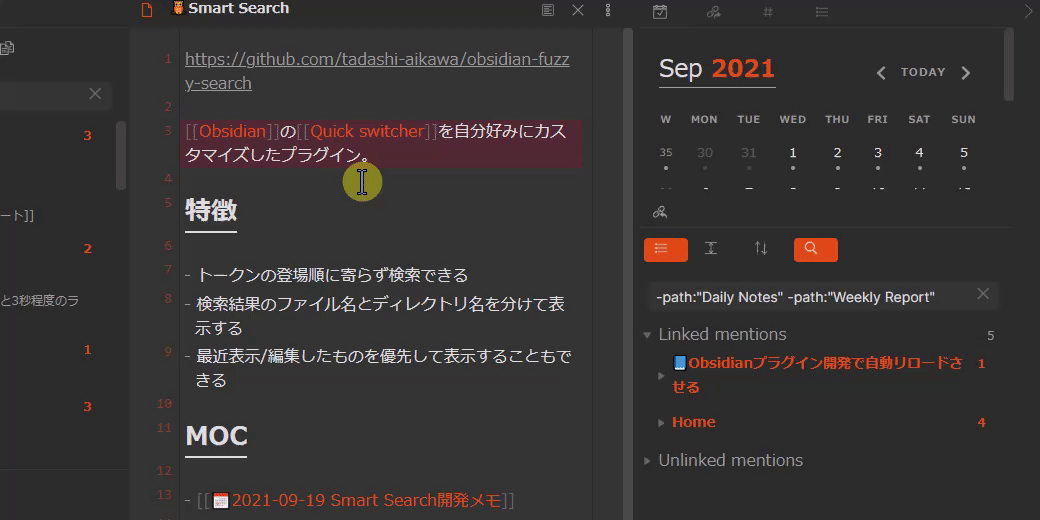 3
ート]]
2
と3秒程度のラ
1
3
Smart Search
1
https://github.com/tadashi-aikawa/obsidian-fuzz
y-search
2
3
[[Obsidian]]の[[Quick switcher]]を自分好みにカス
タマイズしたプラグイン。
4
5
特徴
6
7
- トークンの登場順に寄らず検索できる
8
- 検索結果のファイル名とディレクトリ名を分けて表
示する
9
- 最近表示/編集したものを優先して表示することもで
きる
10
11
MOC
12
13
- [[📅2021-09-19 Smart Search開発メモ]]
Sep 2021
TODAY
W MON TUE WED THU FRI SAT SUN
35 30 31 1 2 3 4 5
-path:"Daily Notes" -path:"Weekly Report"
Linked mentions 5
📘Obsidianプラグイン開発で自動リロードさ 1
せる
Home 4
Unlinked mentions